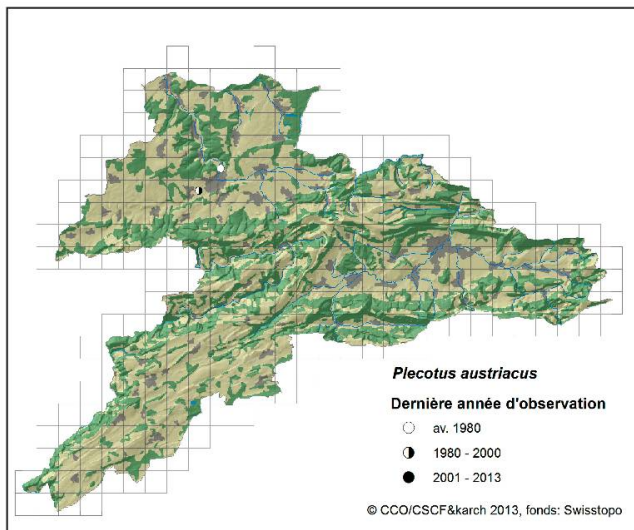 Plecotus austriacus
Dernière année d'observation
av. 1980
1980 - 2000
2001 - 2013
© CCO/CSCF&karch 2013, fonds: Swisstopo